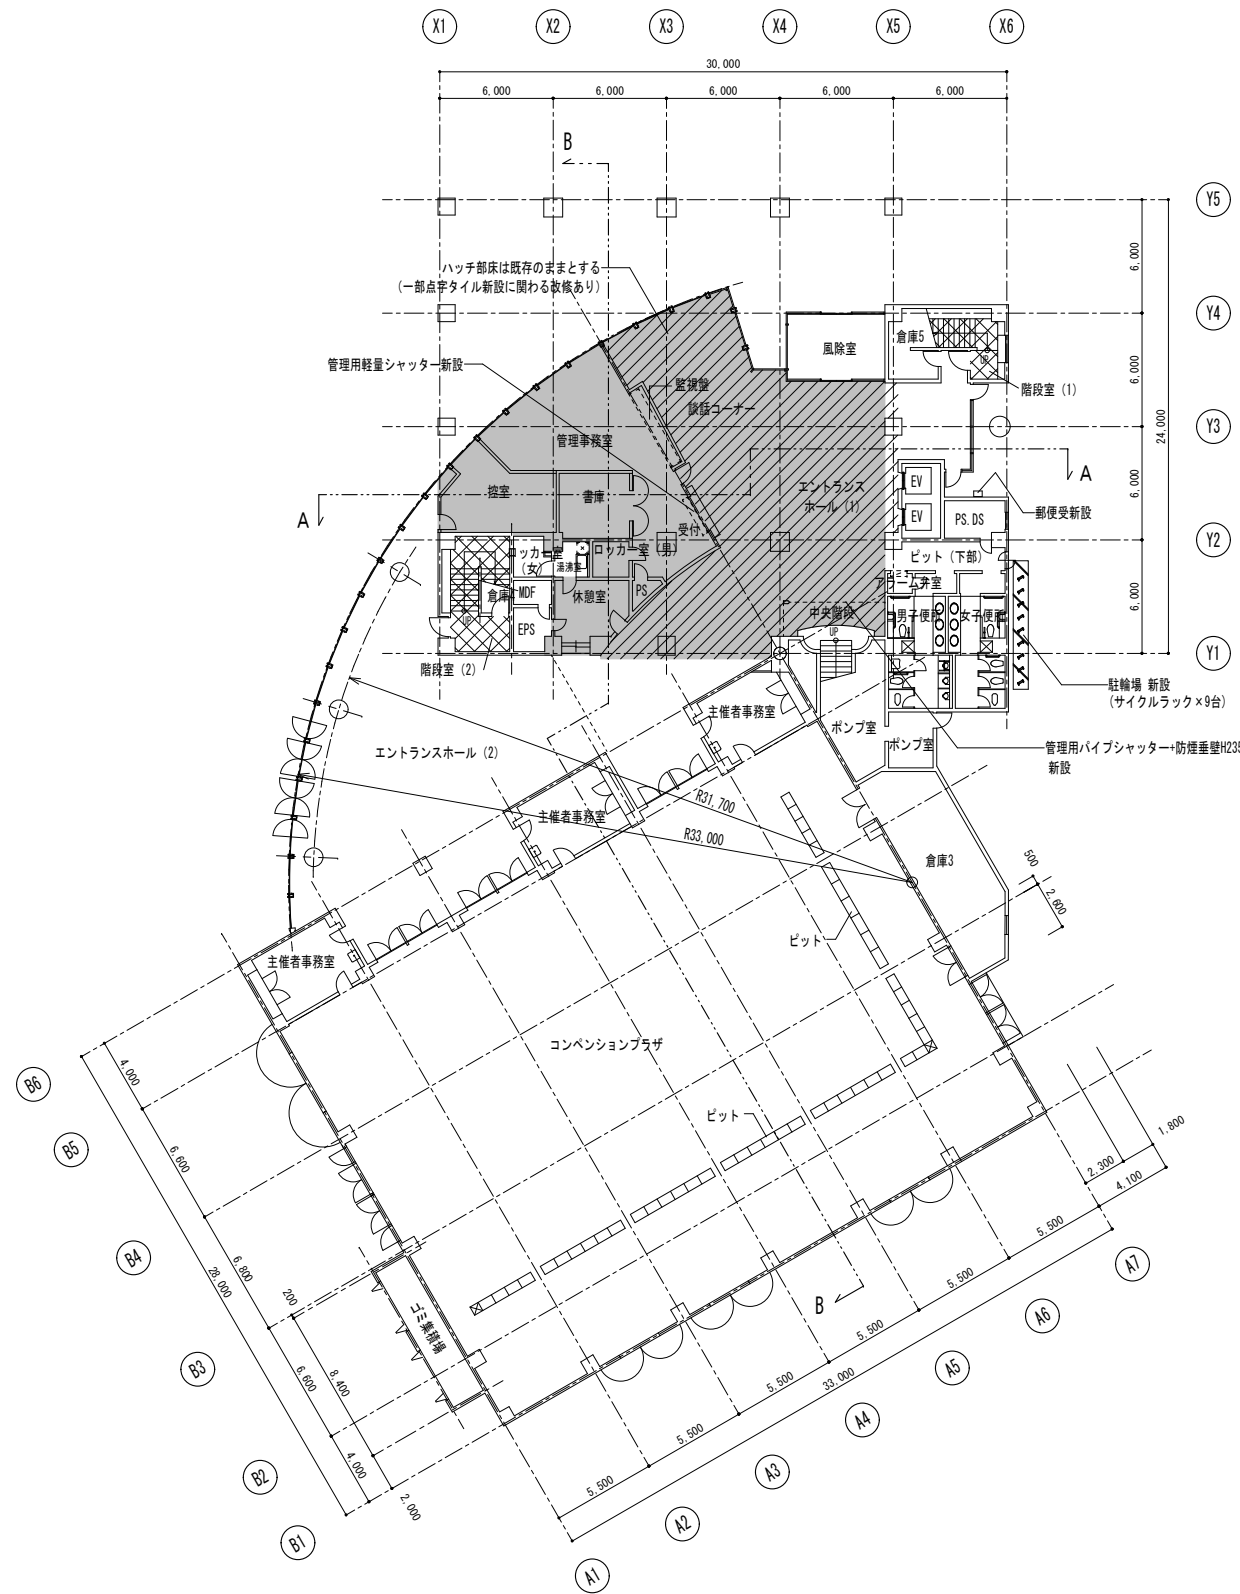 X1
X2
X3
X4
X5
X6
30,000
6,000
6,000
6,000
6,000
6,000
B
Y5
6,000
ハッチ部床は既存のままとする
(一部点字タイル新設に関わる改修あり)
Y4
倉庫5
風除室
UP
管理用軽量シャッター新設
監視盤
談話コーナー
階段室(1)
6,000
24,000
Y3
管理事務室
A
控室
書庫
エントランス
ホール(1)
EV
EV
PS.DS
郵便受新設
A
受付
6,000
Y2
ロッカー室
(女)
湯沸室
ロッカー室(男)
ピット(下部)
アラーム弁室
倉庫
MDF
休憩室
PS
中央階段
UP
男子便所
女子便所
UP
EPS
6,000
Y1
階段室(2)
駐輪場 新設
(サイクルラック×9台)
主催者事務室
ポンプ室
ポンプ室
管理用パイプシャッター+防煙垂壁H235
新設
エントランスホール(2)
R31,700
R33,000
主催者事務室
倉庫3
500
2,600
ピット
主催者事務室
コンベンションプラザ
ピット
B6
B5
B4
B3
B2
B1
4,000
6,600
6,800
200
28,000
6,600
8,400
4,000
2,000
ゴミ集積場
B
1,800
2,300
4,100
5,500
5,500
5,500
5,500
5,500
5,500
33,000
A7
A6
A5
A4
A3
A2
A1